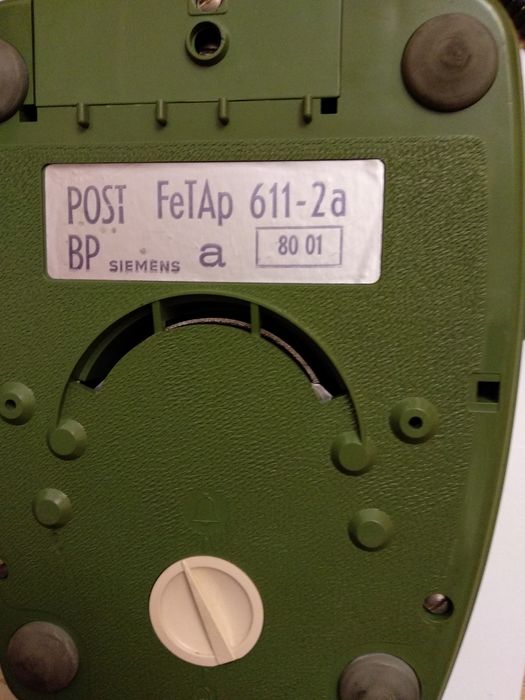 POST FeTAp 611-2a
BP SIEMENS a 80 01